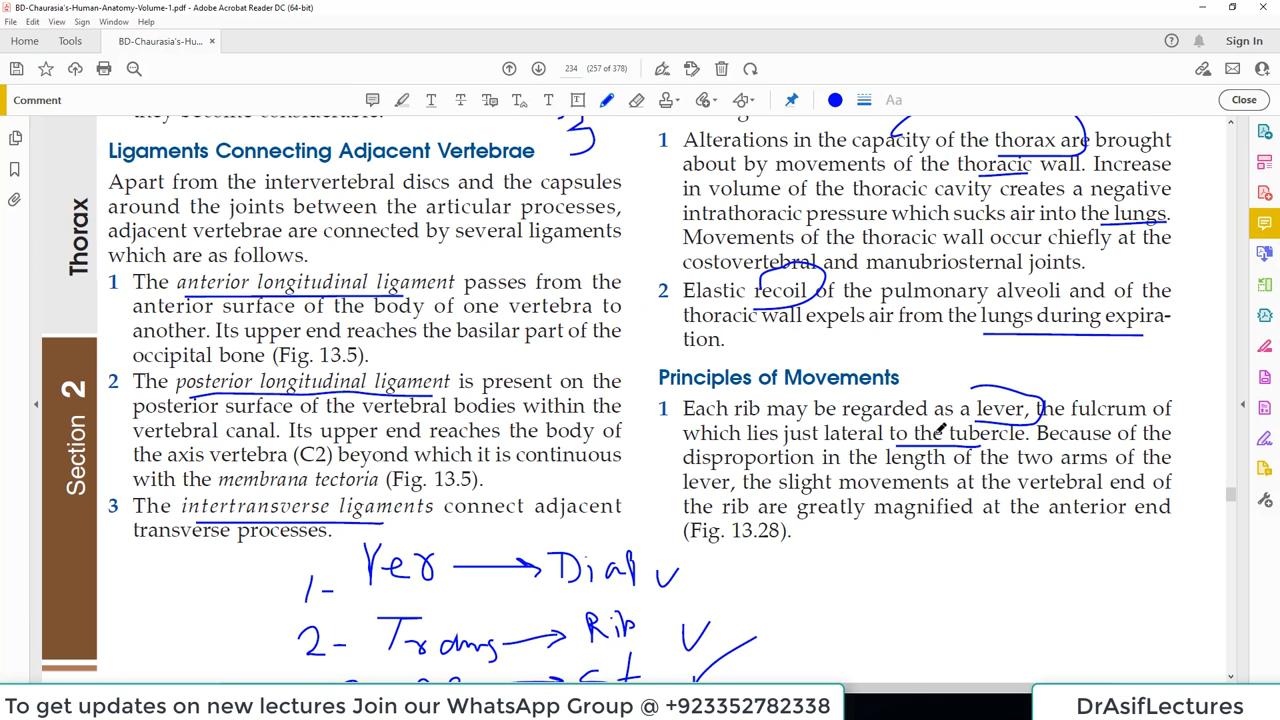 BD-Chaurasia's-Human-Anatomy-Volume-1.pdf - Adobe Acrobat Reader DC (64-bit)
File Edit View Sign Window Help
Home Tools BD-Chaurasia's-Hu... × Sign In
234 (257 of 378)
Comment Aa Close
Thorax
Section 2
they become considerable.
Ligaments Connecting Adjacent Vertebrae
Apart from the intervertebral discs and the capsules
around the joints between the articular processes,
adjacent vertebrae are connected by several ligaments
which are as follows.
1 The anterior longitudinal ligament passes from the
anterior surface of the body of one vertebra to
another. Its upper end reaches the basilar part of the
occipital bone (Fig. 13.5).
2 The posterior longitudinal ligament is present on the
posterior surface of the vertebral bodies within the
vertebral canal. Its upper end reaches the body of
the axis vertebra (C2) beyond which it is continuous
with the membrana tectoria (Fig. 13.5).
3 The intertransverse ligaments connect adjacent
transverse processes.
3
1 Alterations in the capacity of the thorax are brought
about by movements of the thoracic wall. Increase
in volume of the thoracic cavity creates a negative
intrathoracic pressure which sucks air into the lungs.
Movements of the thoracic wall occur chiefly at the
costovertebral and manubriosternal joints.
2 Elastic recoil of the pulmonary alveoli and of the
thoracic wall expels air from the lungs during expira-
tion.
Principles of Movements
1 Each rib may be regarded as a lever, the fulcrum of
which lies just lateral to the tubercle. Because of the
disproportion in the length of the two arms of the
lever, the slight movements at the vertebral end of
the rib are greatly magnified at the anterior end
(Fig. 13.28).
1- Ver → Diap
2- Trans → Rib
To get updates on new lectures Join our WhatsApp Group @ +923352782338
DrAsifLectures